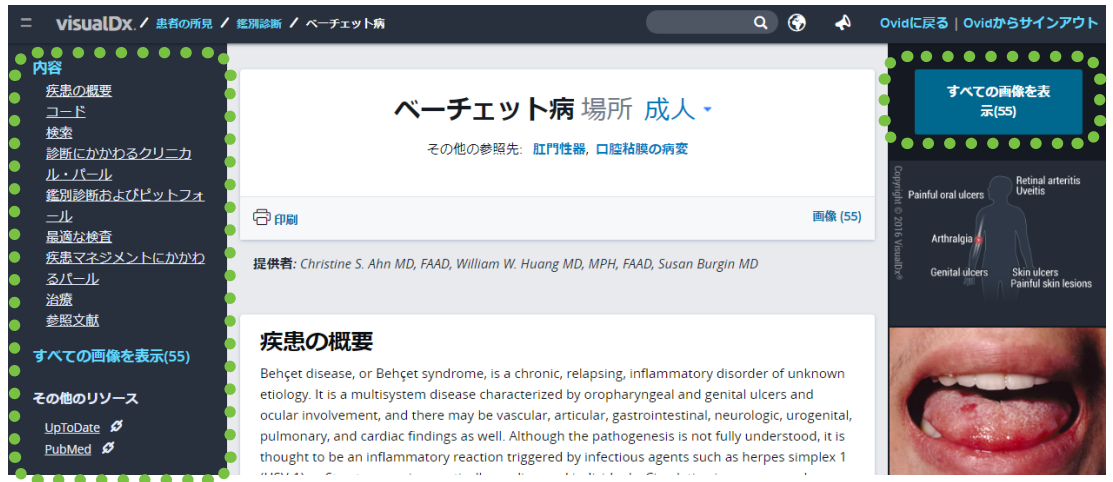 visualDx. / 患者の所見 / 鑑別診断 / ベーチェット病
Ovidに戻る | Ovidからサインアウト
内容
疾患の概要
コード
検索
診断にかかわるクリニカ
ル・パール
鑑別診断およびピットフォ
ール
最適な検査
疾患マネジメントにかかわ
るパール
治療
参照文献
すべての画像を表示(55)
その他のリソース
UpToDate
PubMed
ベーチェット病 場所 成人
その他の参照先: 肛門性器, 口腔粘膜の病変
印刷
画像 (55)
提供者: Christine S. Ahn MD, FAAD, William W. Huang MD, MPH, FAAD, Susan Burgin MD
疾患の概要
Behçet disease, or Behçet syndrome, is a chronic, relapsing, inflammatory disorder of unknown
etiology. It is a multisystem disease characterized by oropharyngeal and genital ulcers and
ocular involvement, and there may be vascular, articular, gastrointestinal, neurologic, urogenital,
pulmonary, and cardiac findings as well. Although the pathogenesis is not fully understood, it is
thought to be an inflammatory reaction triggered by infectious agents such as herpes simplex 1
すべての画像を表
示(55)
Copyright © 2016 VisualDx®
Retinal arteritis
Uveitis
Painful oral ulcers
Arthralgia
Genital ulcers
Skin ulcers
Painful skin lesions